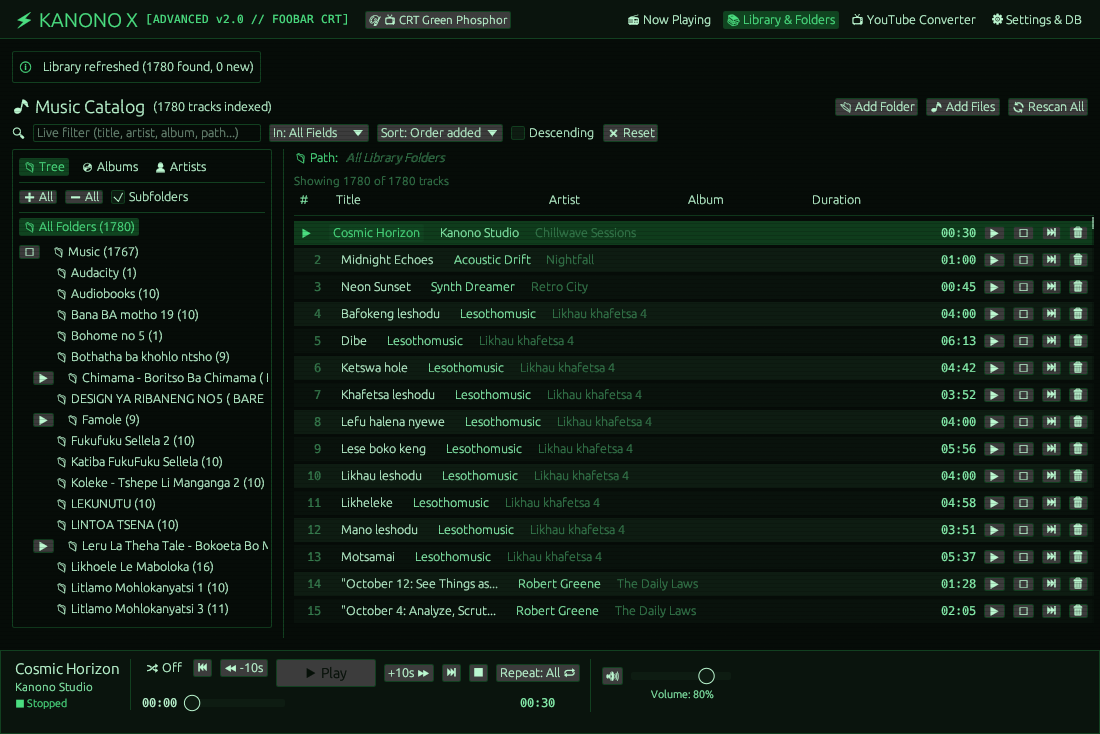 KANONO X [ADVANCED v2.0 // FOOBAR CRT] CRT Green Phosphor Now Playing Library & Folders YouTube Converter Settings & DB
Library refreshed (1780 found, 0 new)
Music Catalog (1780 tracks indexed) Add Folder Add Files Rescan All
Live filter (title, artist, album, path...) In: All Fields Sort: Order added Descending Reset
Tree Albums Artists
All All Subfolders
All Folders (1780)
Music (1767)
Audacity (1)
Audiobooks (10)
Bana BA motho 19 (10)
Bohome no 5 (1)
Bothatha ba khohlo ntsho (9)
Chimama - Boritso Ba Chimama (
DESIGN YA RIBANENG NO5 ( BARE
Famole (9)
Fukufuku Sellela 2 (10)
Katiba FukuFuku Sellela (10)
Koleke - Tshepe Li Manganga 2 (10)
LEKUNUTU (10)
LINTOA TSENA (10)
Leru La Theha Tale - Bokoeta Bo
Likhoele Le Maboloka (16)
Litlamo Mohlokanyatsi 1 (10)
Litlamo Mohlokanyatsi 3 (11)
Path: All Library Folders
Showing 1780 of 1780 tracks
# Title Artist Album Duration
Cosmic Horizon Kanono Studio Chillwave Sessions 00:30
2 Midnight Echoes Acoustic Drift Nightfall 01:00
3 Neon Sunset Synth Dreamer Retro City 00:45
4 Bafokeng leshodu Lesothomusic Likhau khafetsa 4 04:00
5 Dibe Lesothomusic Likhau khafetsa 4 06:13
6 Ketswa hole Lesothomusic Likhau khafetsa 4 04:42
7 Khafetsa leshodu Lesothomusic Likhau khafetsa 4 03:52
8 Lefu halena nyewe Lesothomusic Likhau khafetsa 4 04:00
9 Lese boko keng Lesothomusic Likhau khafetsa 4 05:56
10 Likhau leshodu Lesothomusic Likhau khafetsa 4 04:00
11 Likheleke Lesothomusic Likhau khafetsa 4 04:58
12 Mano leshodu Lesothomusic Likhau khafetsa 4 03:51
13 Motsamai Lesothomusic Likhau khafetsa 4 05:37
14 "October 12: See Things as... Robert Greene The Daily Laws 01:28
15 "October 4: Analyze, Scrut... Robert Greene The Daily Laws 02:05
Cosmic Horizon
Kanono Studio
Stopped
Off -10s Play +10s Repeat: All
00:00 00:30
Volume: 80%